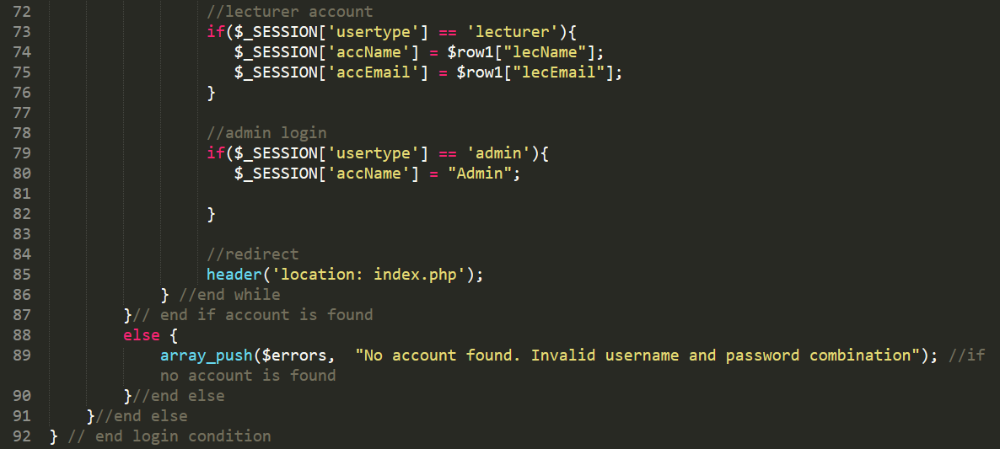 72 //lecturer account
73 if($_SESSION['usertype'] == 'lecturer'){
74 $_SESSION['accName'] = $row1["lecName"];
75 $_SESSION['accEmail'] = $row1["lecEmail"];
76 }
77
78 //admin login
79 if($_SESSION['usertype'] == 'admin'){
80 $_SESSION['accName'] = "Admin";
81
82 }
83
84 //redirect
85 header('location: index.php');
86 } //end while
87 }// end if account is found
88 else {
89 array_push($errors,  "No account found. Invalid username and password combination"); //if
no account is found
90 }//end else
91 }//end else
92 } // end login condition